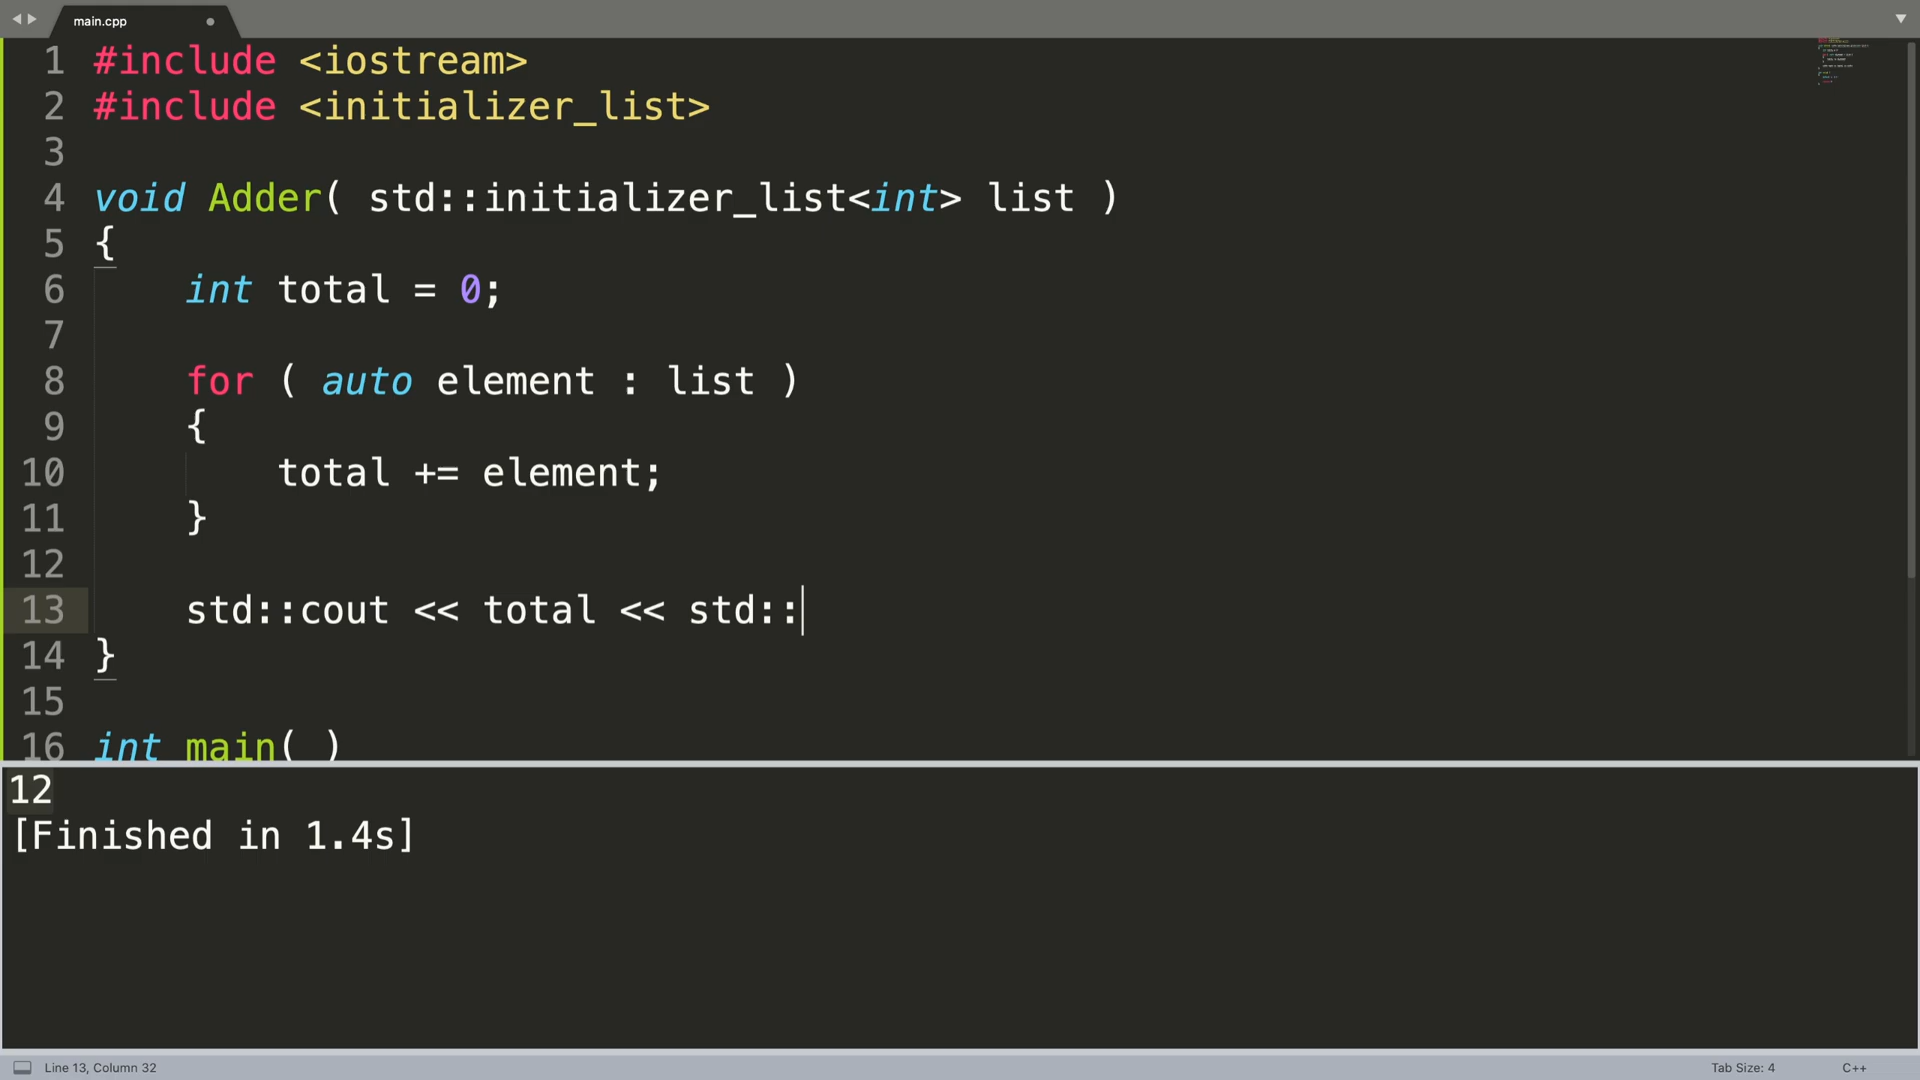 main.cpp
1 #include <iostream>
2 #include <initializer_list>
3
4 void Adder( std::initializer_list<int> list )
5 {
6     int total = 0;
7
8     for ( auto element : list )
9     {
10         total += element;
11     }
12
13     std::cout << total << std::
14 }
15
16 int main( )
12
[Finished in 1.4s]
Line 13, Column 32
Tab Size: 4
C++